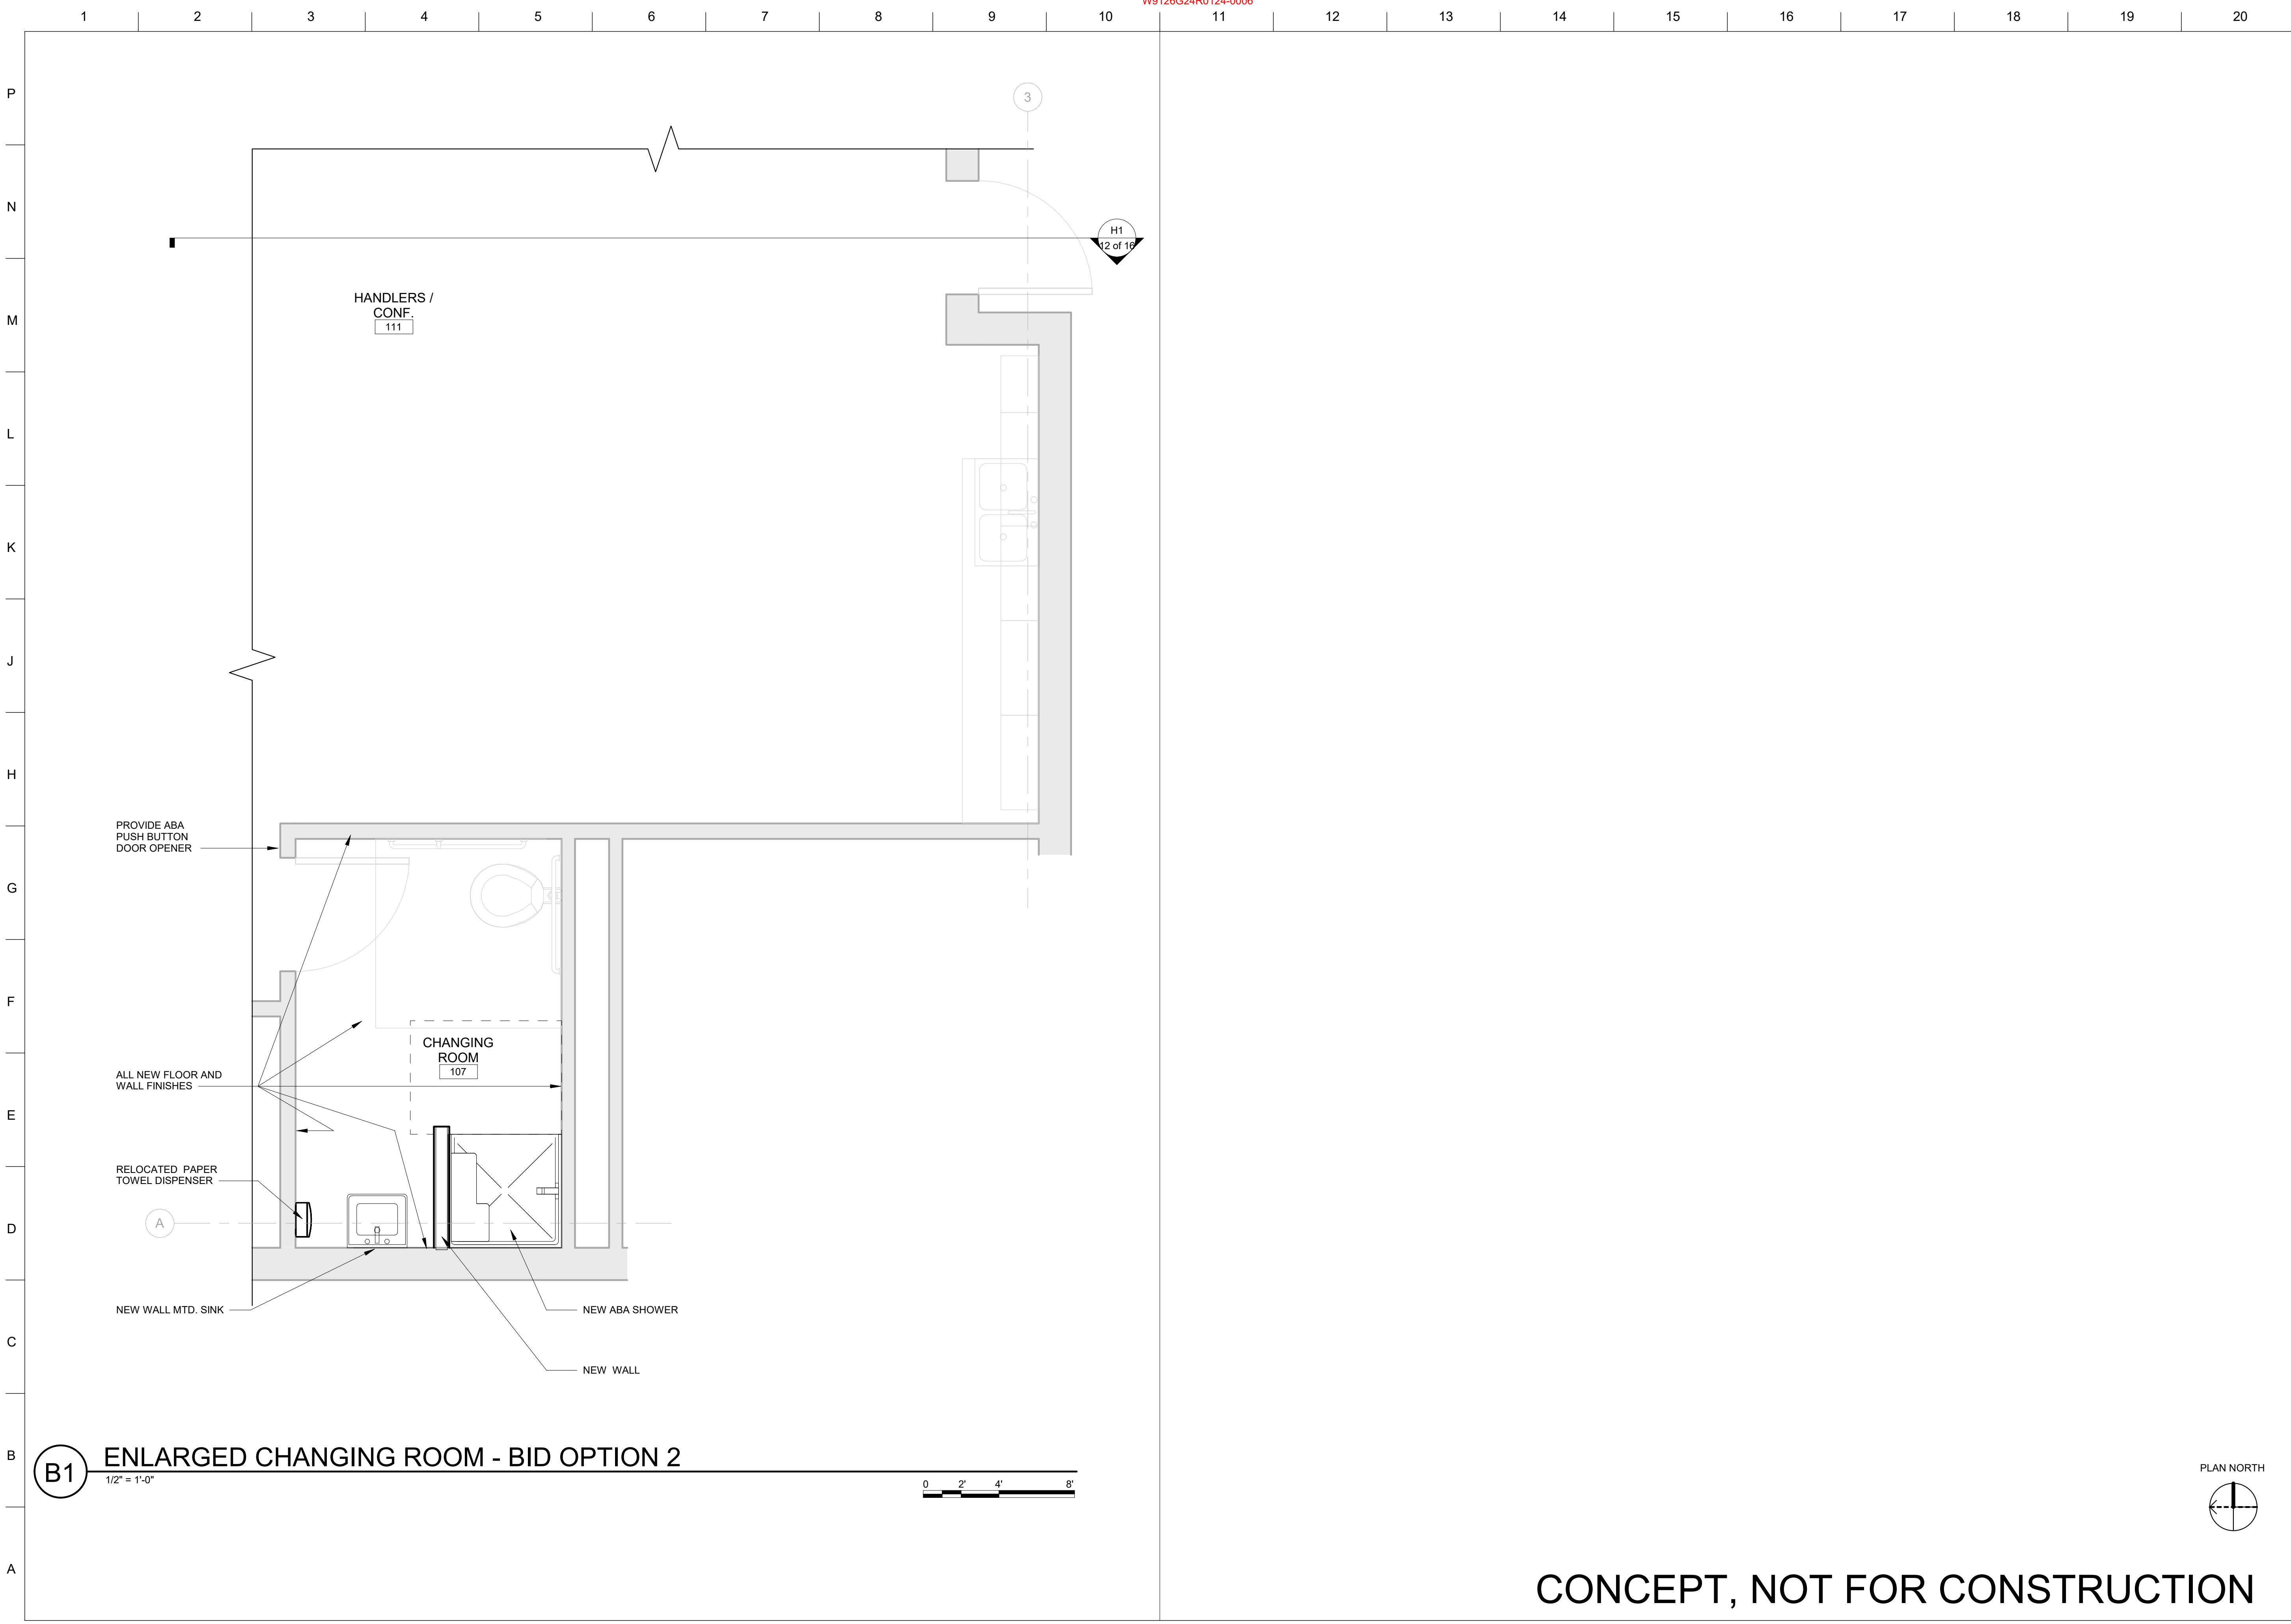 W9126G24R0124-0006
1 2 3 4 5 6 7 8 9 10 11 12 13 14 15 16 17 18 19 20
P
3
N
H1
12 of 16
HANDLERS /
CONF.
111
M
L
K
J
H
PROVIDE ABA
PUSH BUTTON
DOOR OPENER
G
F
CHANGING
ROOM
107
ALL NEW FLOOR AND
WALL FINISHES
E
RELOCATED PAPER
TOWEL DISPENSER
A
D
NEW WALL MTD. SINK
NEW ABA SHOWER
C
NEW WALL
B
B1
ENLARGED CHANGING ROOM - BID OPTION 2
1/2" = 1'-0"
0 2' 4' 8'
PLAN NORTH
A
CONCEPT, NOT FOR CONSTRUCTION